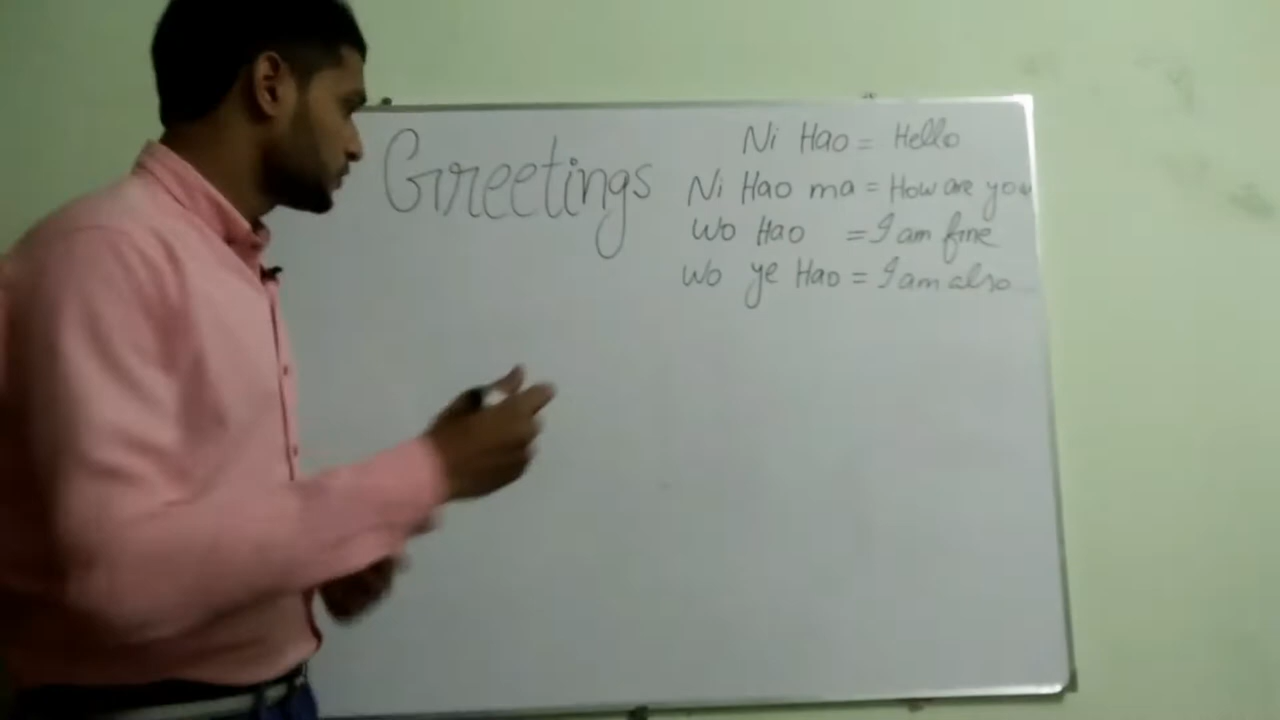 Greetings
Ni Hao = Hello
Ni Hao ma = How are you
Wo Hao = I am fine
Wo ye Hao = I am also